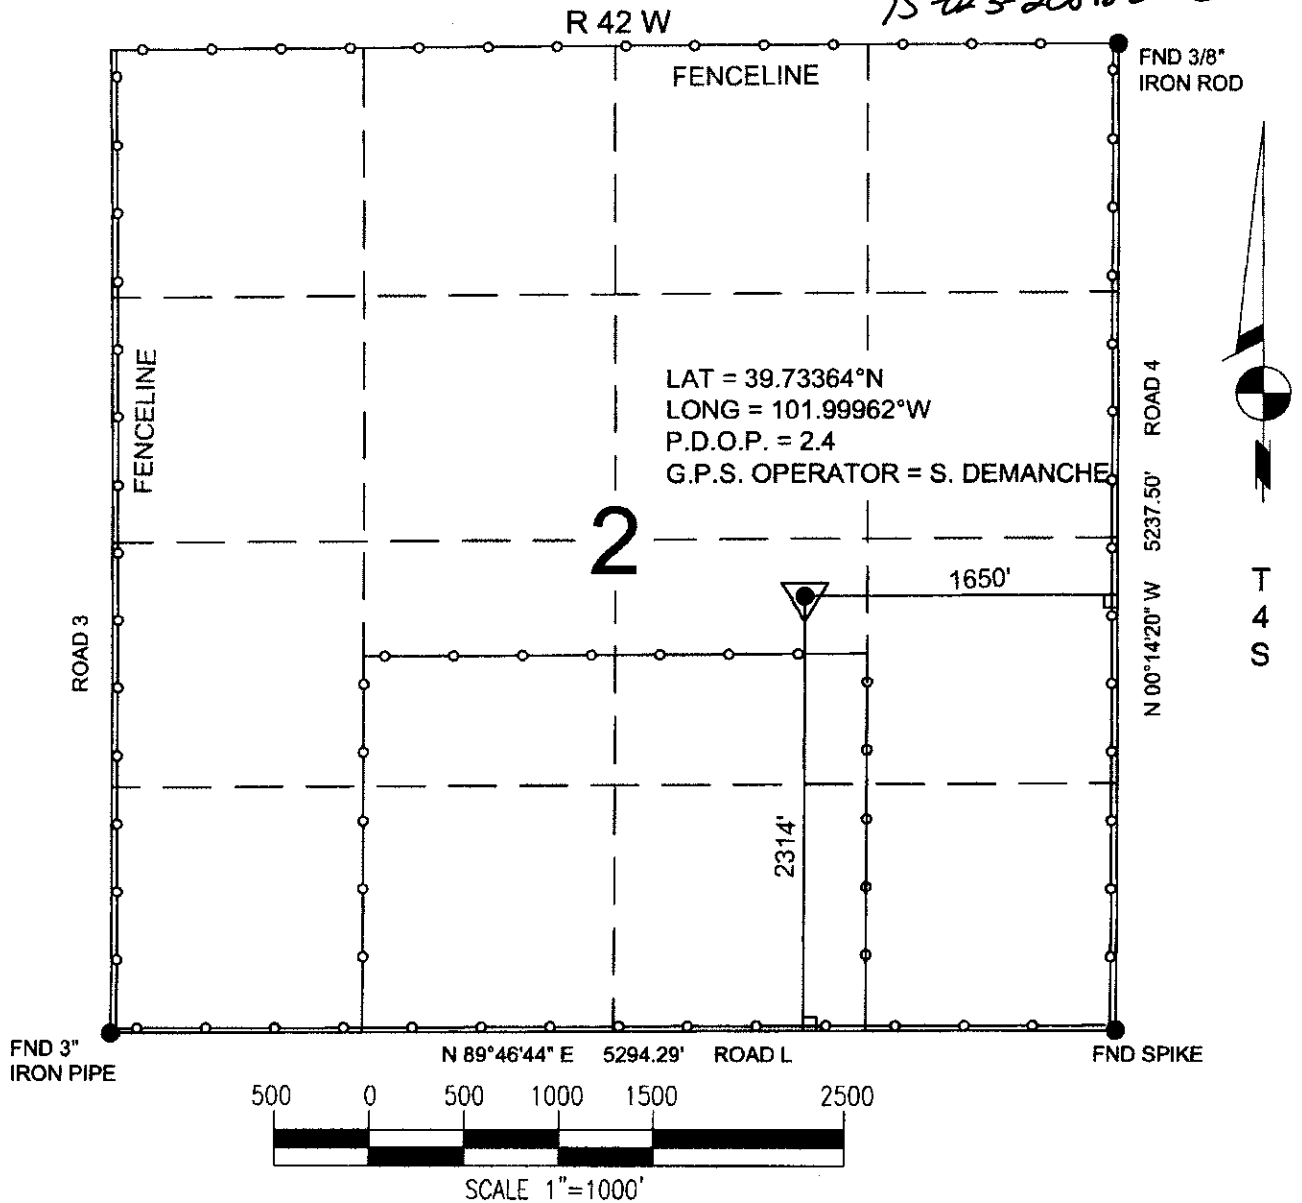 R 42 W
FND 3/8"
IRON ROD
FENCELINE
FENCELINE
LAT = 39.73364°N
LONG = 101.99962°W
P.D.O.P. = 2.4
G.P.S. OPERATOR = S. DEMANCHE
ROAD 4
N 00°14'20" W 5237.50'
2
1650'
T
4
S
ROAD 3
2314'
FND 3"
IRON PIPE
N 89°46'44" E 5294.29' ROAD L
FND SPIKE
500 0 500 1000 1500 2500
SCALE 1"=1000'